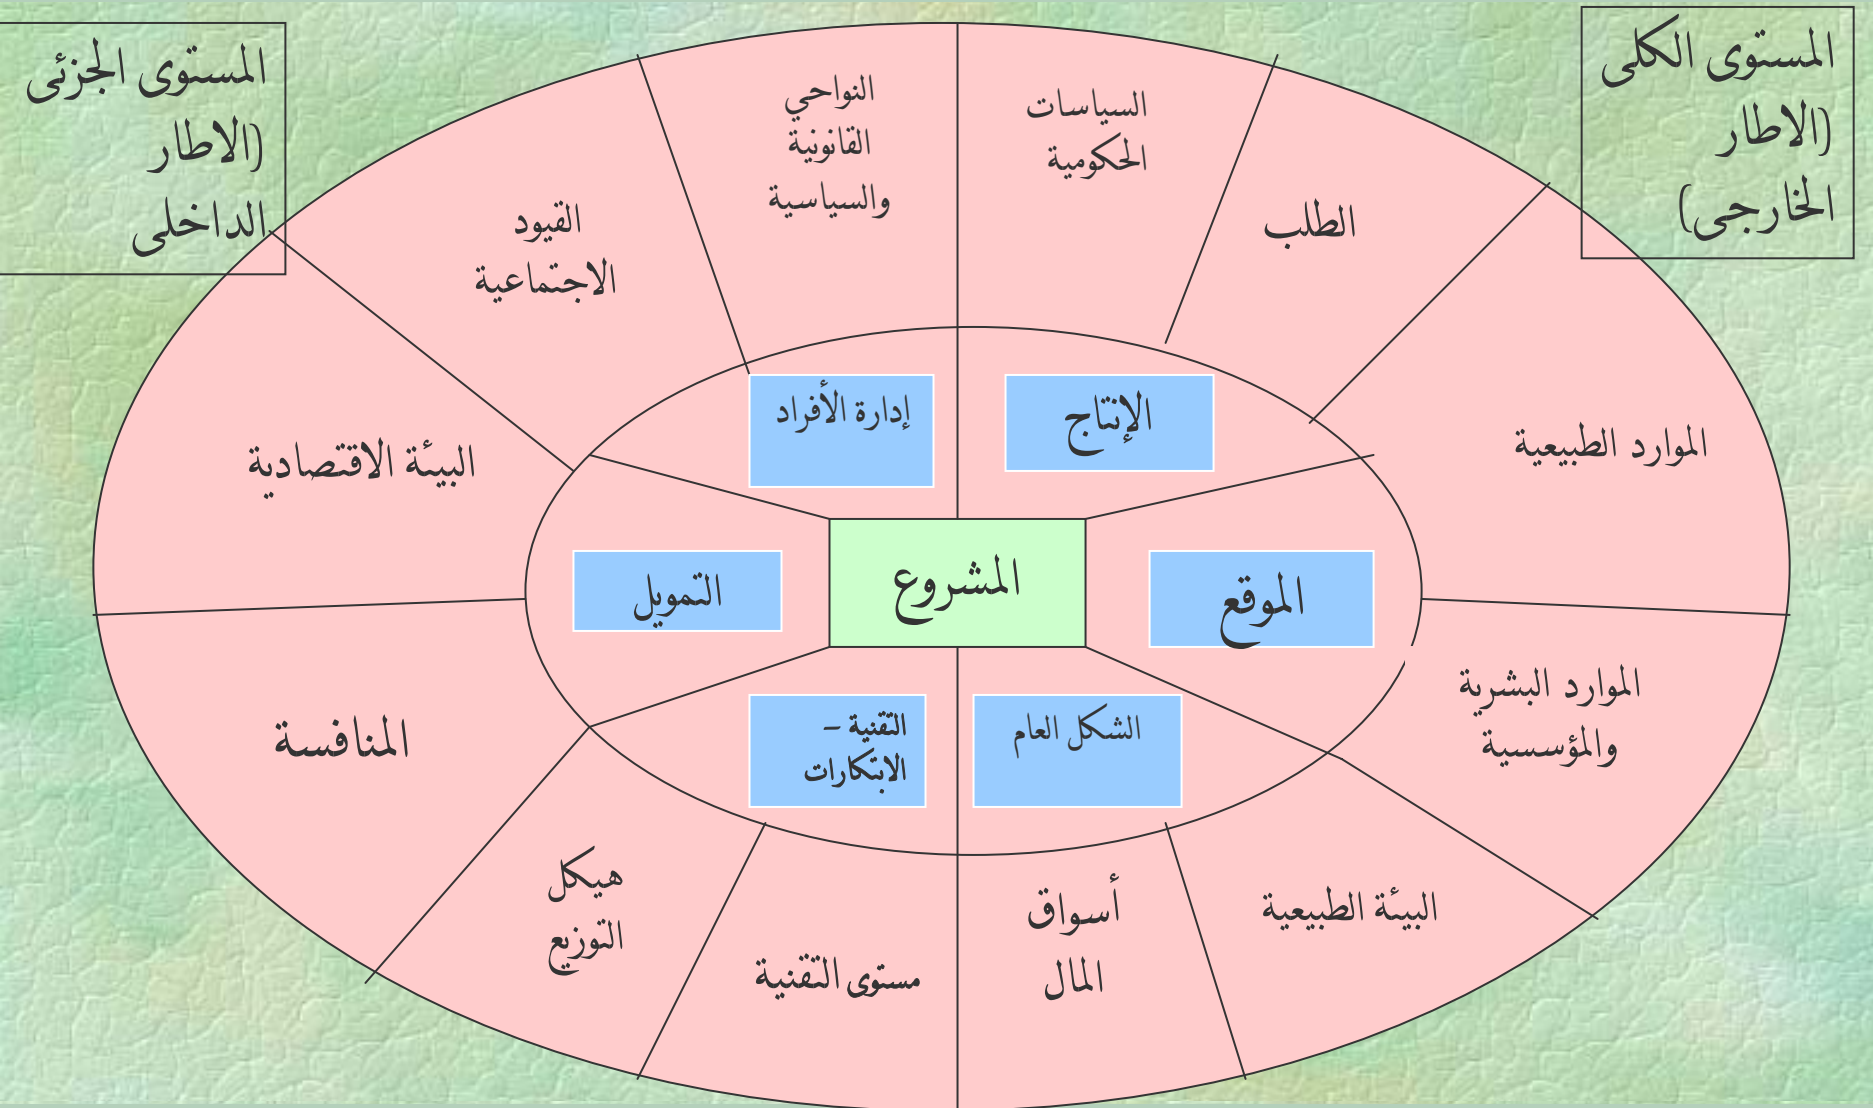 المستوى الكلى
(الاطار
الخارجى)
المستوى الجزئى
(الاطار
الداخلى
السياسات
الحكومية
النواحي
القانونية
والسياسية
الطلب
القيود
الاجتماعية
الموارد الطبيعية
البيئة الاقتصادية
الإنتاج
إدارة الأفراد
الموقع
المشروع
التمويل
الشكل العام
التقنية –
الابتكارات
الموارد البشرية
والمؤسسية
المنافسة
البيئة الطبيعية
أسواق
المال
مستوى التقنية
هيكل
التوزيع